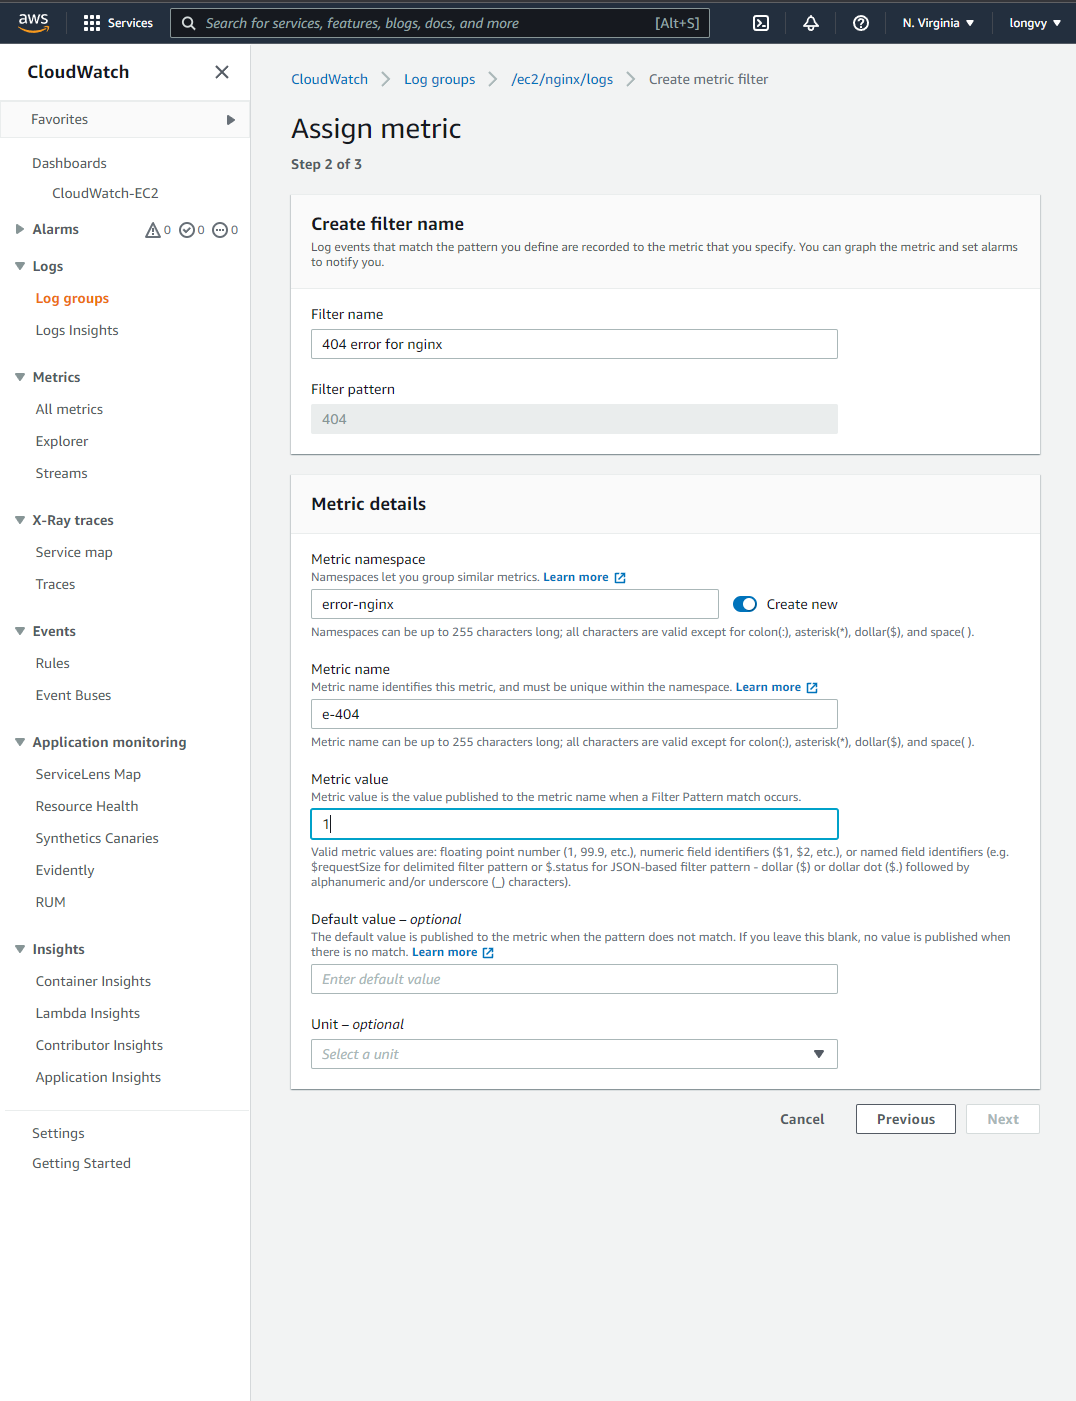 aws
Services
Search for services, features, blogs, docs, and more
[Alt+S]
N. Virginia
longvy
CloudWatch
Favorites
Dashboards
CloudWatch-EC2
Alarms
0
0
0
Logs
Log groups
Logs Insights
Metrics
All metrics
Explorer
Streams
X-Ray traces
Service map
Traces
Events
Rules
Event Buses
Application monitoring
ServiceLens Map
Resource Health
Synthetics Canaries
Evidently
RUM
Insights
Container Insights
Lambda Insights
Contributor Insights
Application Insights
Settings
Getting Started
CloudWatch
Log groups
/ec2/nginx/logs
Create metric filter
Assign metric
Step 2 of 3
Create filter name
Log events that match the pattern you define are recorded to the metric that you specify. You can graph the metric and set alarms
to notify you.
Filter name
404 error for nginx
Filter pattern
404
Metric details
Metric namespace
Namespaces let you group similar metrics. Learn more
error-nginx
Create new
Namespaces can be up to 255 characters long; all characters are valid except for colon(:), asterisk(*), dollar($), and space( ).
Metric name
Metric name identifies this metric, and must be unique within the namespace. Learn more
e-404
Metric name can be up to 255 characters long; all characters are valid except for colon(:), asterisk(*), dollar($), and space( ).
Metric value
Metric value is the value published to the metric name when a Filter Pattern match occurs.
1
Valid metric values are: floating point number (1, 99.9, etc.), numeric field identifiers ($1, $2, etc.), or named field identifiers (e.g.
$requestSize for delimited filter pattern or $.status for JSON-based filter pattern - dollar ($) or dollar dot ($.) followed by
alphanumeric and/or underscore (_) characters).
Default value – optional
The default value is published to the metric when the pattern does not match. If you leave this blank, no value is published when
there is no match. Learn more
Enter default value
Unit – optional
Select a unit
Cancel
Previous
Next